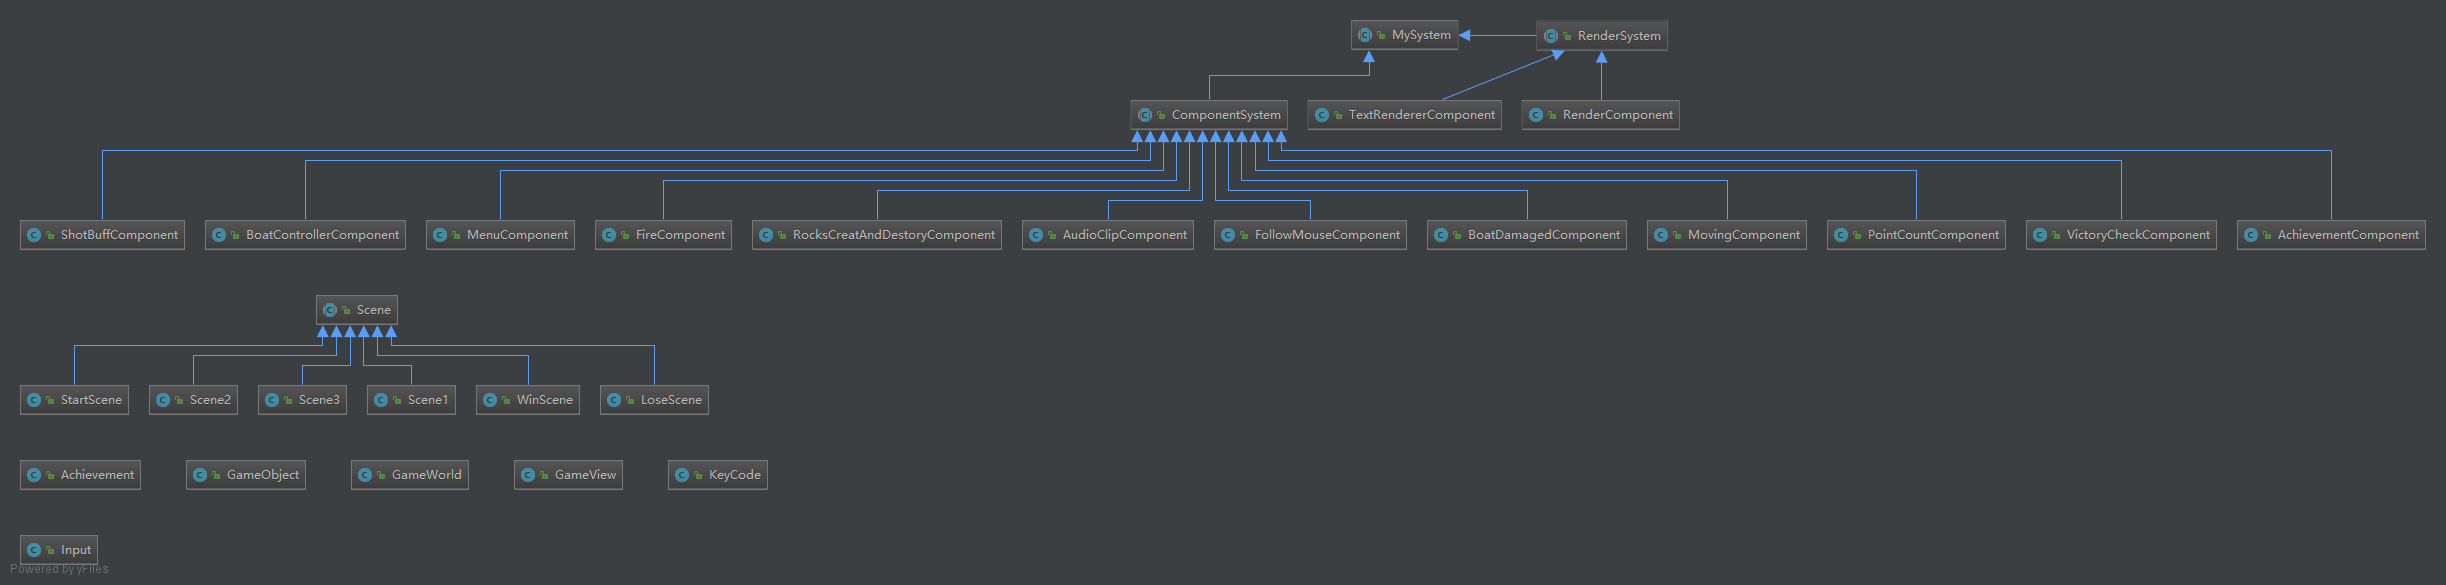 MySystem
RenderSystem
ComponentSystem
TextRendererComponent
RenderComponent
ShotBuffComponent
BoatControllerComponent
MenuComponent
FireComponent
RocksCreatAndDestoryComponent
AudioClipComponent
FollowMouseComponent
BoatDamagedComponent
MovingComponent
PointCountComponent
VictoryCheckComponent
AchievementComponent
Scene
StartScene
Scene2
Scene3
Scene1
WinScene
LoseScene
Achievement
GameObject
GameWorld
GameView
KeyCode
Input
Powered by yFiles